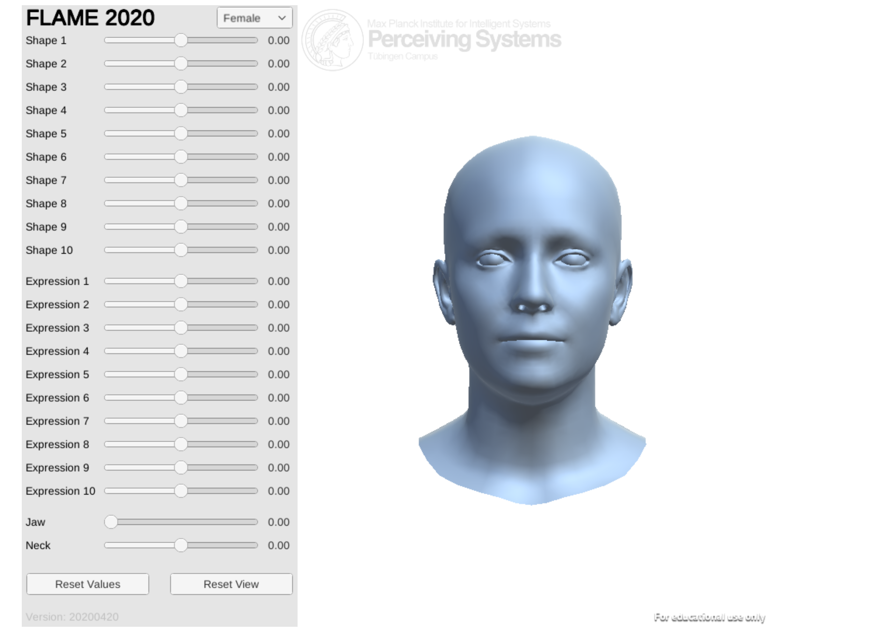 FLAME 2020
Female
Max Planck Institute for Intelligent Systems
Perceiving Systems
Tübingen Campus
Shape 1 0.00
Shape 2 0.00
Shape 3 0.00
Shape 4 0.00
Shape 5 0.00
Shape 6 0.00
Shape 7 0.00
Shape 8 0.00
Shape 9 0.00
Shape 10 0.00
Expression 1 0.00
Expression 2 0.00
Expression 3 0.00
Expression 4 0.00
Expression 5 0.00
Expression 6 0.00
Expression 7 0.00
Expression 8 0.00
Expression 9 0.00
Expression 10 0.00
Jaw 0.00
Neck 0.00
Reset Values Reset View
Version: 20200420
For educational use only